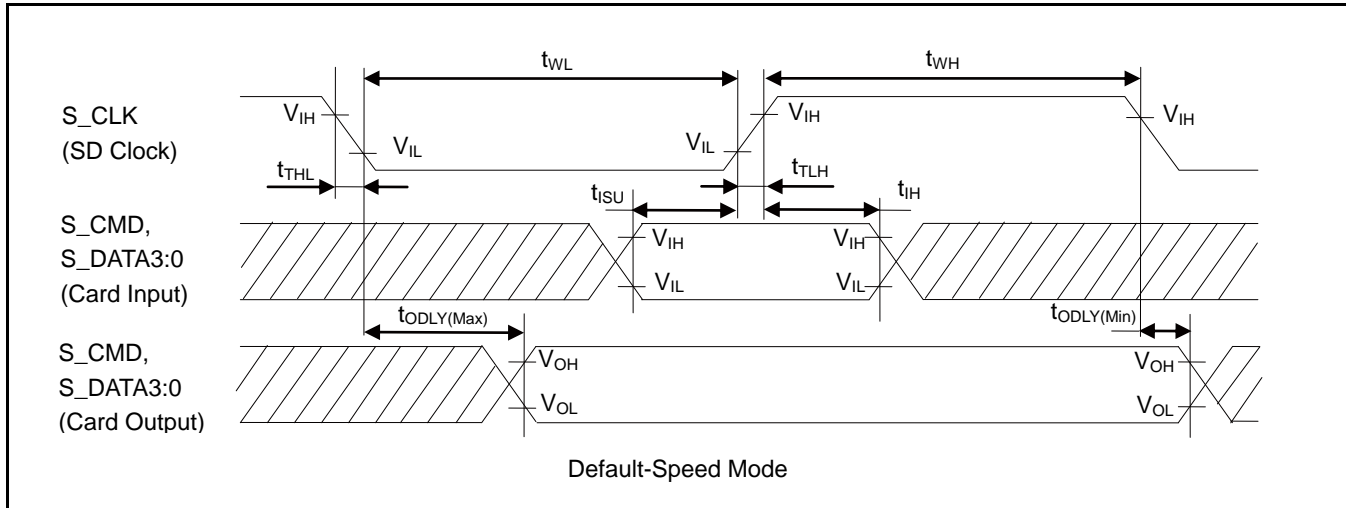 tWL
tWH
S_CLK
(SD Clock)
VIH
VIL
VIL
VIH
VIH
tTHL
tTLH
tISU
tIH
S_CMD,
S_DATA3:0
(Card Input)
VIH
VIL
VIH
VIL
tODLY(Max)
tODLY(Min)
S_CMD,
S_DATA3:0
(Card Output)
VOH
VOL
VOH
VOL
Default-Speed Mode